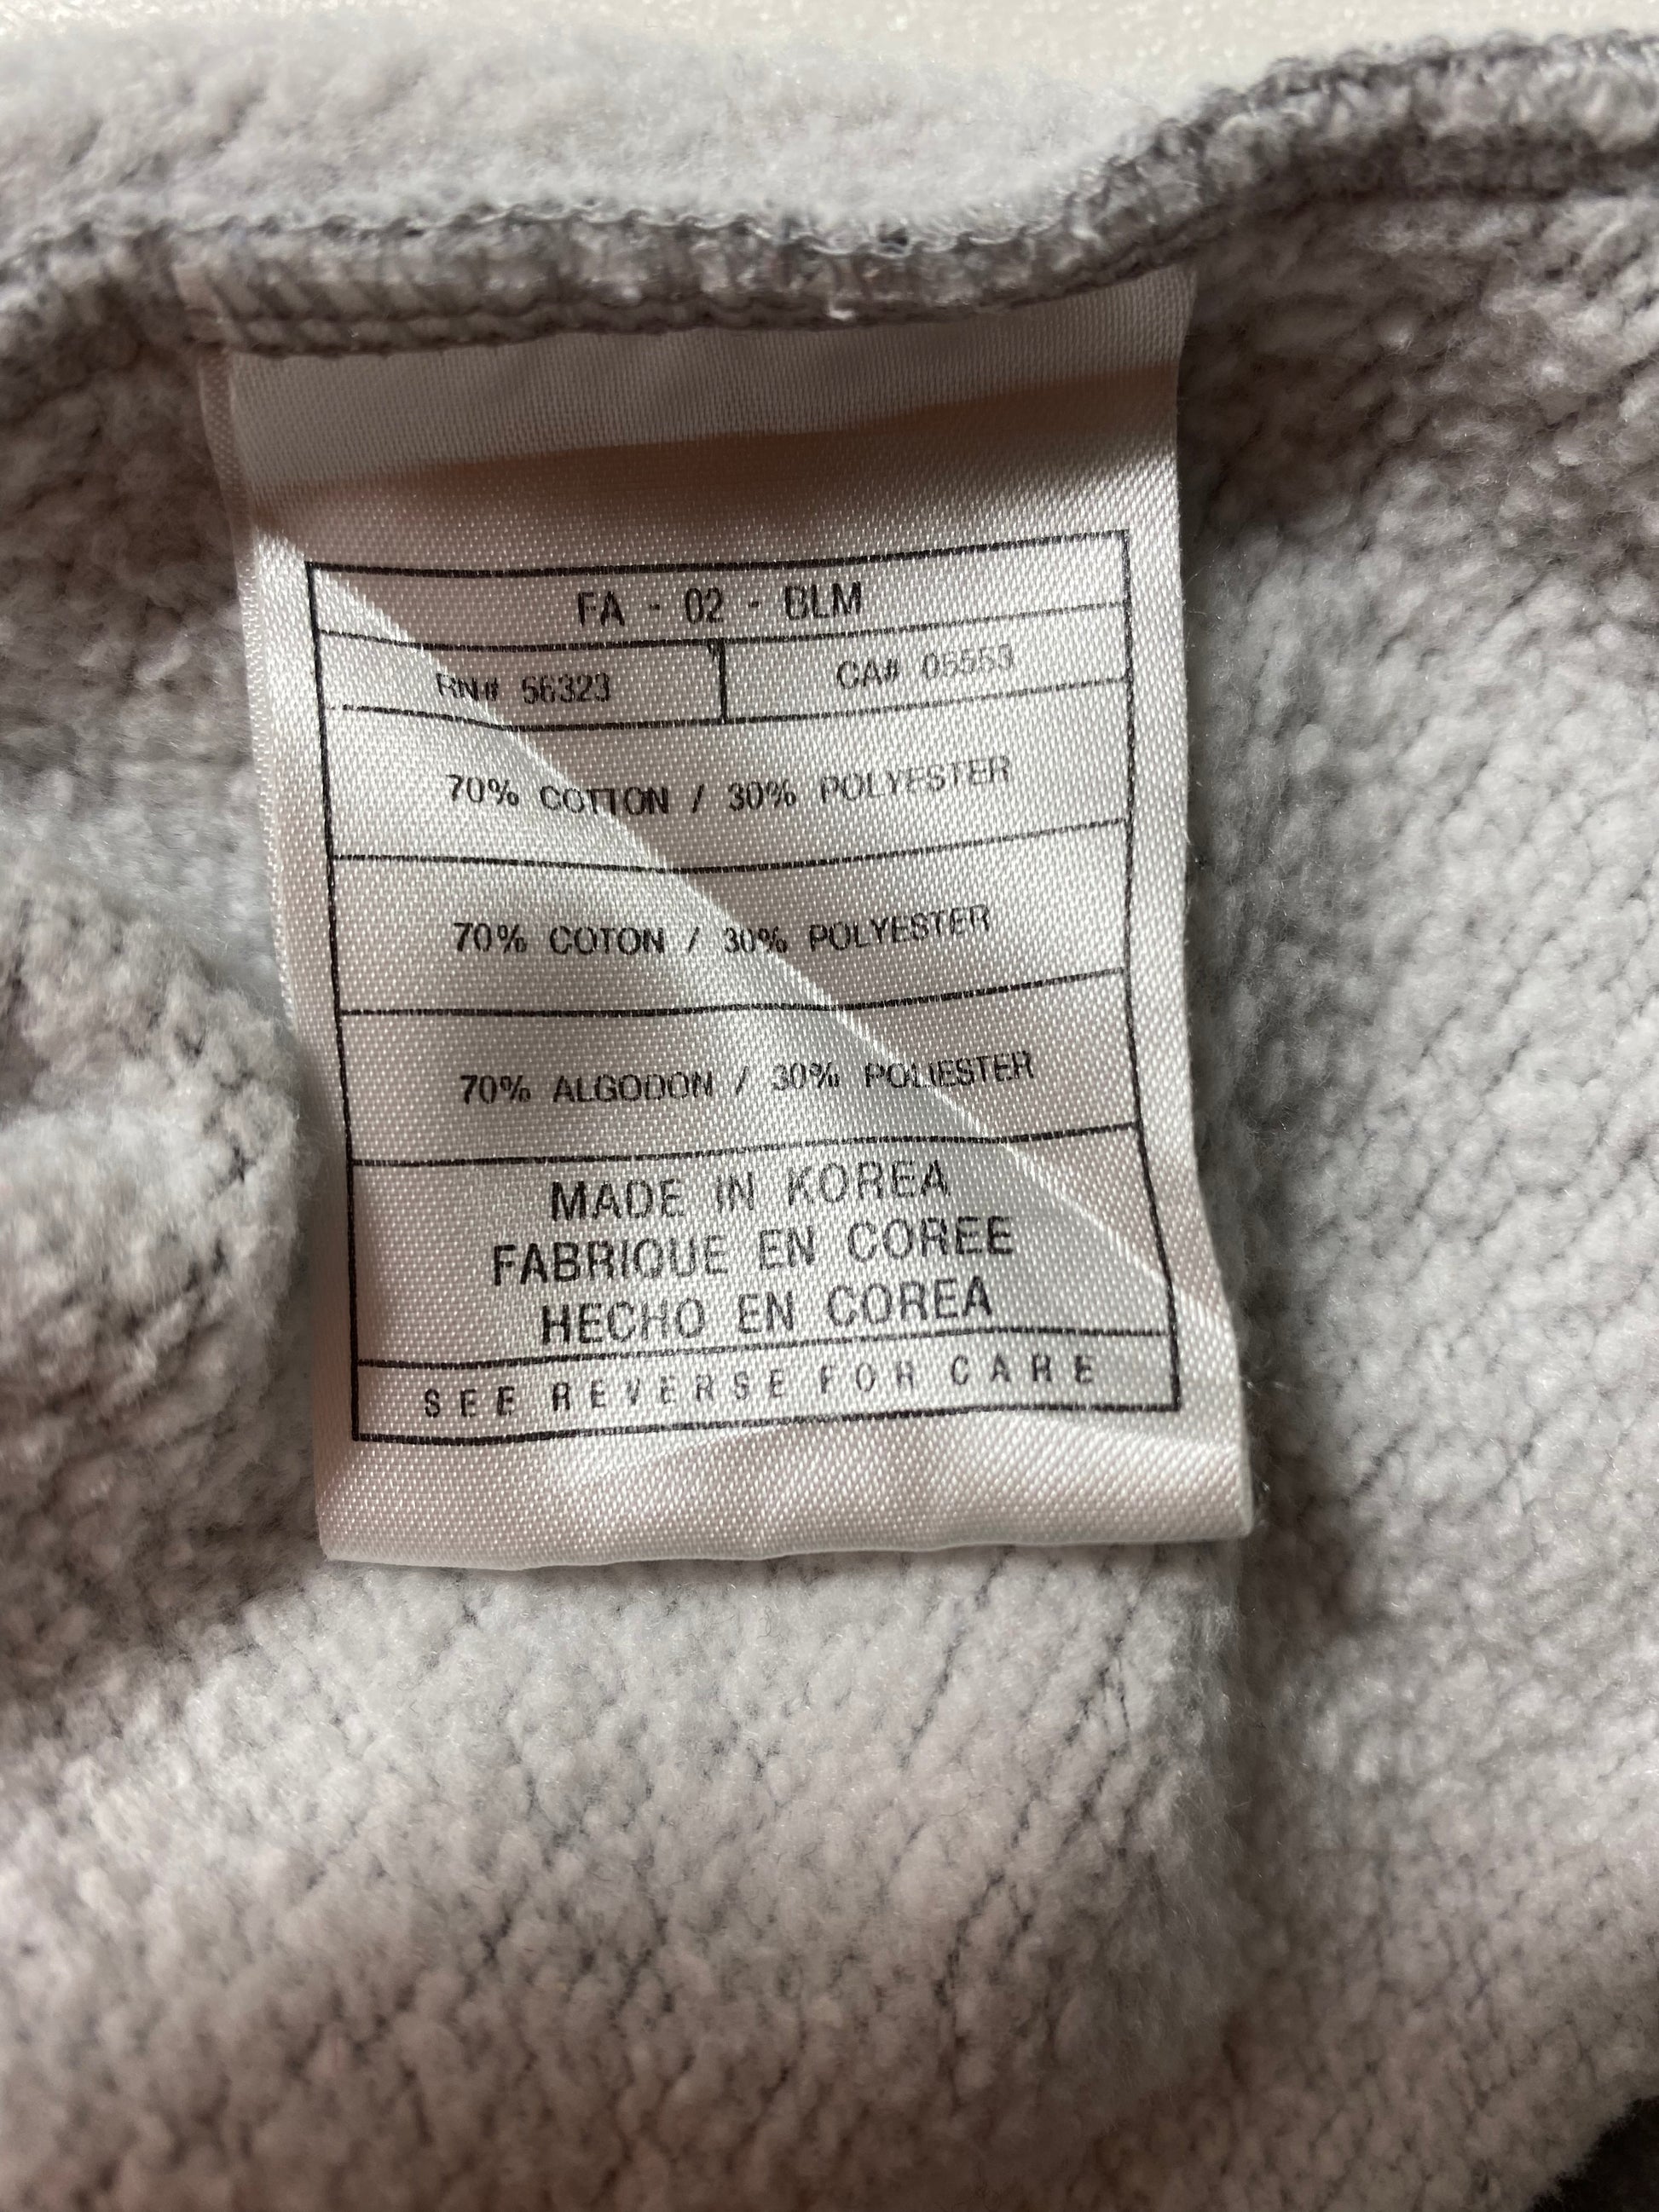 FA - 02 - BLM
RN# 56323 CA# 05553
70% COTTON / 30% POLYESTER
70% COTON / 30% POLYESTER
70% ALGODON / 30% POLIESTER
MADE IN KOREA
FABRIQUE EN COREE
HECHO EN COREA
SEE REVERSE FOR CARE